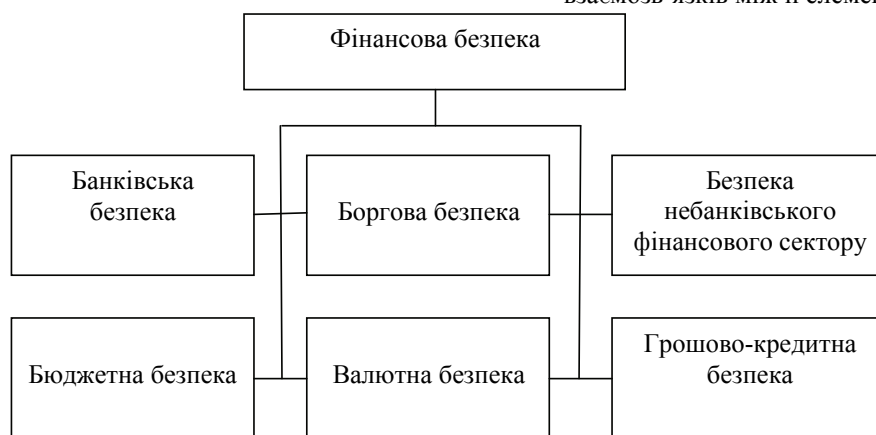 Фінансова безпека
Банківська
безпека
Боргова безпека
Безпека
небанківського
фінансового сектору
Бюджетна безпека
Валютна безпека
Грошово-кредитна
безпека